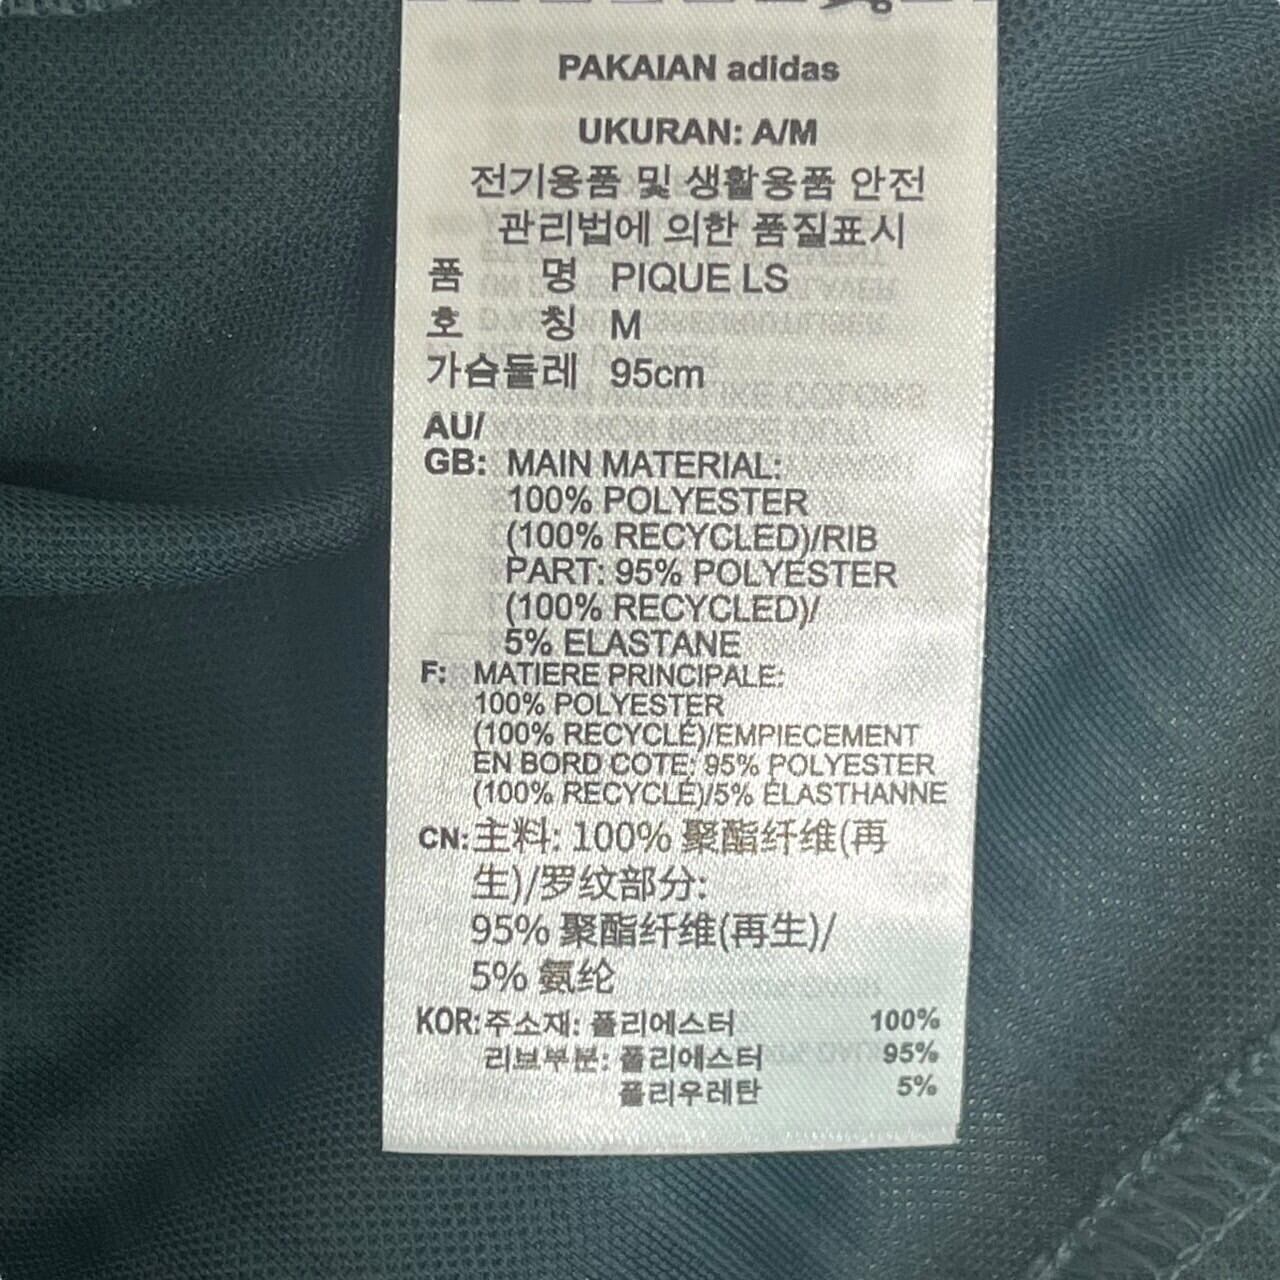 PAKAIAN adidas
UKURAN: A/M
전기용품 및 생활용품 안전
관리법에 의한 품질표시
품 명 PIQUE LS
호 칭 M
가슴둘레 95cm
AU/
GB: MAIN MATERIAL:
100% POLYESTER
(100% RECYCLED)/RIB
PART: 95% POLYESTER
(100% RECYCLED)/
5% ELASTANE
F: MATIERE PRINCIPALE:
100% POLYESTER
(100% RECYCLÉ)/EMPIECEMENT
EN BORD COTE: 95% POLYESTER
(100% RECYCLÉ)/5% ÉLASTHANNE
CN: 主料: 100% 聚酯纤维(再
生)/罗纹部分:
95% 聚酯纤维(再生)/
5% 氨纶
KOR: 주소재: 폴리에스터 100%
리브부분: 폴리에스터 95%
폴리우레탄 5%